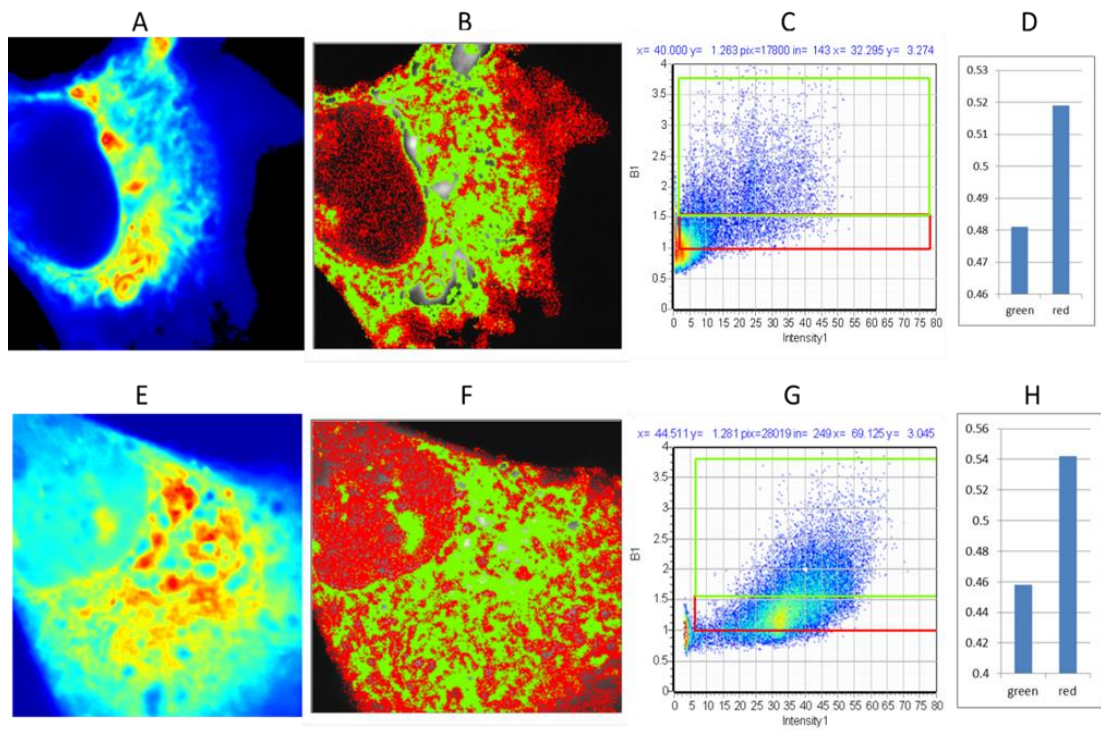 A B C D
x= 40.000 y= 1.263 pix=17800 in= 143 x= 32.295 y= 3.274
4
3.5
3
2.5
2
1.5
1
0.5
0
B1
0 5 10 15 20 25 30 35 40 45 50 55 60 65 70 75 80
Intensity1
0.53
0.52
0.51
0.5
0.49
0.48
0.47
0.46
green red
E F G H
x= 44.511 y= 1.281 pix=28019 in= 249 x= 69.125 y= 3.045
4
3.5
3
2.5
2
1.5
1
0.5
0
B1
0 5 10 15 20 25 30 35 40 45 50 55 60 65 70 75 80
Intensity1
0.56
0.54
0.52
0.5
0.48
0.46
0.44
0.42
0.4
green red